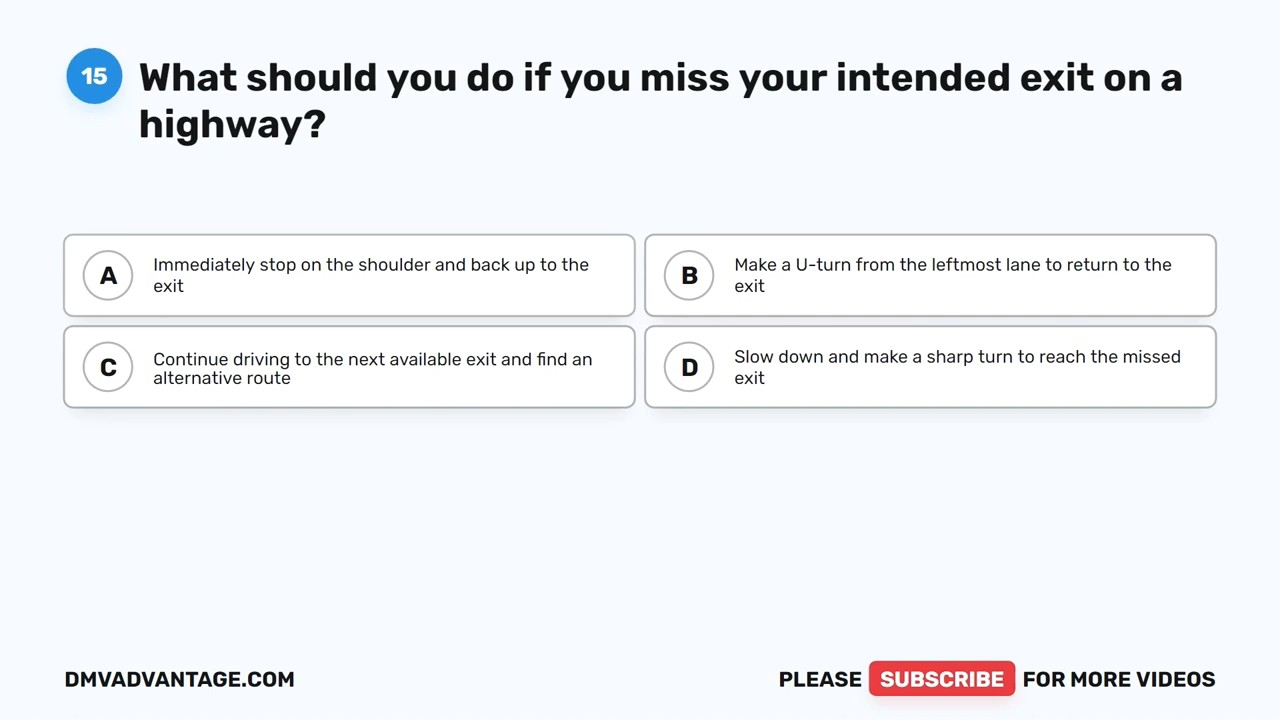 15
What should you do if you miss your intended exit on a
highway?
A
Immediately stop on the shoulder and back up to the
exit
B
Make a U-turn from the leftmost lane to return to the
exit
C
Continue driving to the next available exit and find an
alternative route
D
Slow down and make a sharp turn to reach the missed
exit
DMVADVANTAGE.COM
PLEASE SUBSCRIBE FOR MORE VIDEOS